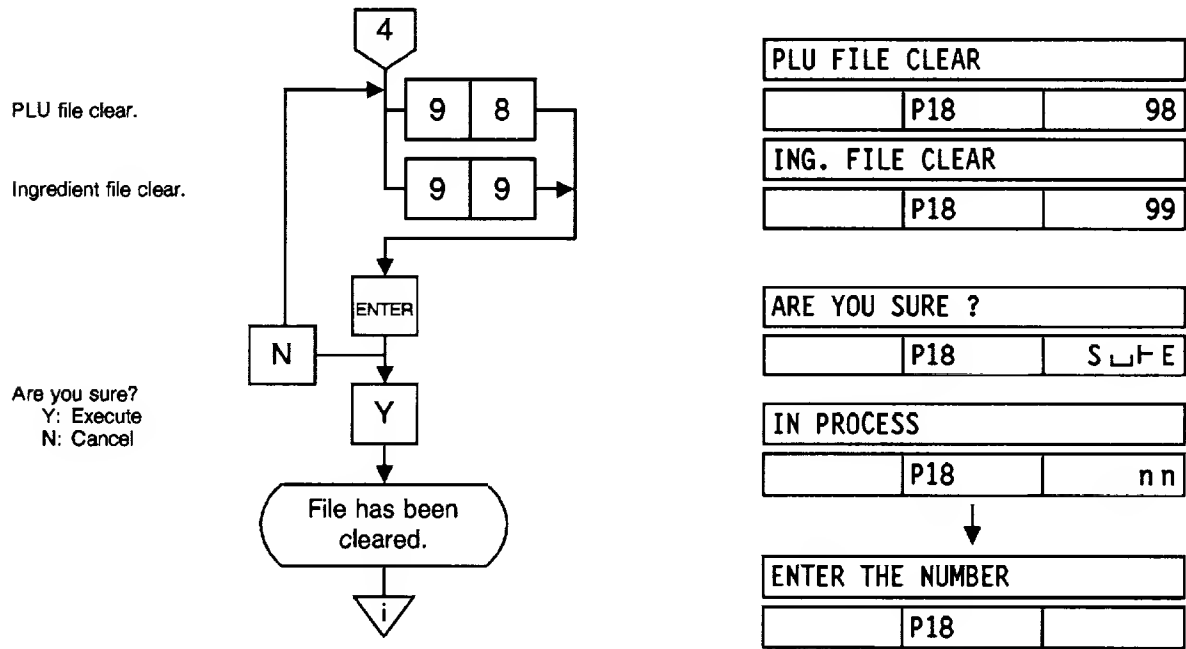 4
PLU file clear.
9 8
Ingredient file clear.
9 9
ENTER
N
Are you sure?
Y: Execute
N: Cancel
Y
File has been
cleared.
i
PLU FILE CLEAR
P18 98
ING. FILE CLEAR
P18 99
ARE YOU SURE ?
P18 S⌴⊢E
IN PROCESS
P18 n n
ENTER THE NUMBER
P18